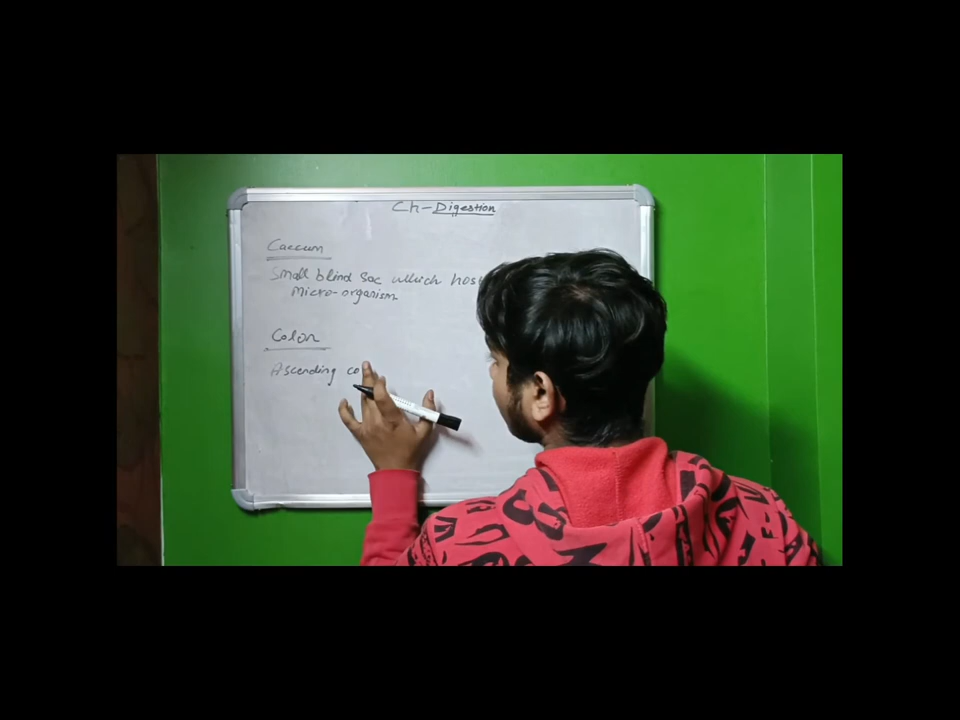 Ch- Digestion
Caecum
Small blind sac which host
Micro-organism
Colon
Ascending co